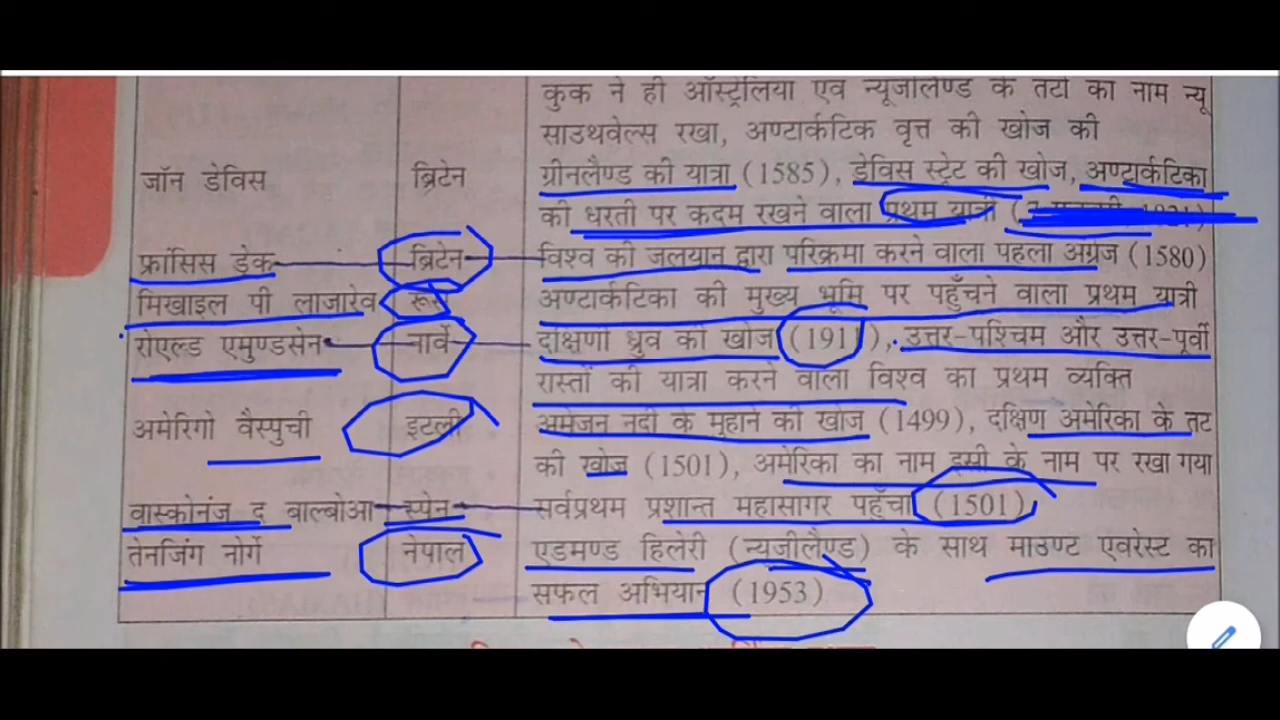 कुक ने ही ऑस्ट्रेलिया एवं न्यूजीलैण्ड के तटों का नाम न्यू
साउथवेल्स रखा, अण्टार्कटिक वृत्त की खोज की
जॉन डेविस ब्रिटेन ग्रीनलैण्ड की यात्रा (1585), डेविस स्ट्रेट की खोज, अण्टार्कटिका
की धरती पर कदम रखने वाला प्रथम यात्री
फ्रांसिस ड्रेक ब्रिटेन विश्व की जलयान द्वारा परिक्रमा करने वाला पहला अंग्रेज (1580)
मिखाइल पी लाजारेव रूस अण्टार्कटिका की मुख्य भूमि पर पहुँचने वाला प्रथम यात्री
रोएल्ड एमुण्डसेन नार्वे दक्षिणी ध्रुव की खोज (1911), उत्तर-पश्चिम और उत्तर-पूर्वी
रास्तों की यात्रा करने वाला विश्व का प्रथम व्यक्ति
अमेरिगो वैस्पुची इटली अमेजन नदी के मुहाने की खोज (1499), दक्षिण अमेरिका के तट
की खोज (1501), अमेरिका का नाम इसी के नाम पर रखा गया
वास्कोनंज द बाल्बोआ स्पेन सर्वप्रथम प्रशान्त महासागर पहुँचा (1501)
तेनजिंग नोर्गे नेपाल एडमण्ड हिलेरी (न्यूजीलैण्ड) के साथ माउण्ट एवरेस्ट का
सफल अभियान (1953)